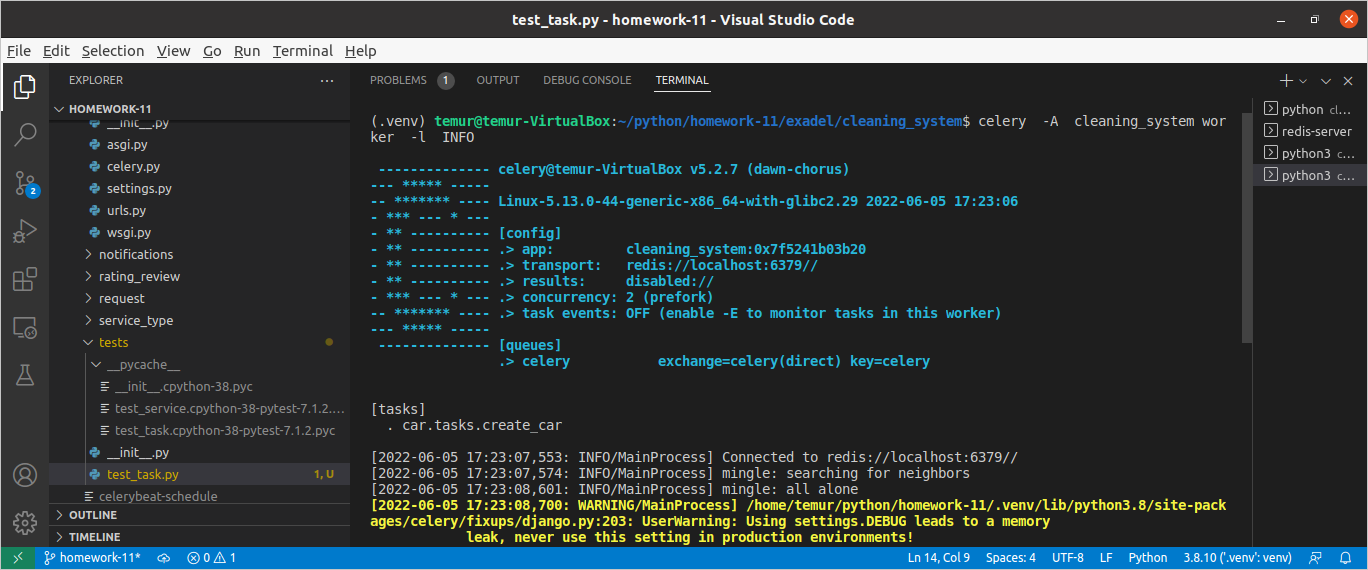 test_task.py - homework-11 - Visual Studio Code
File Edit Selection View Go Run Terminal Help
EXPLORER
HOMEWORK-11
__init__.py
asgi.py
celery.py
settings.py
urls.py
wsgi.py
notifications
rating_review
request
service_type
tests
__pycache__
__init__.cpython-38.pyc
test_service.cpython-38-pytest-7.1.2....
test_task.cpython-38-pytest-7.1.2.pyc
__init__.py
test_task.py 1, U
celerybeat-schedule
OUTLINE
TIMELINE
2
PROBLEMS 1 OUTPUT DEBUG CONSOLE TERMINAL
(.venv) temur@temur-VirtualBox:~/python/homework-11/exadel/cleaning_system$ celery  -A  cleaning_system wor
ker  -l  INFO
 -------------- celery@temur-VirtualBox v5.2.7 (dawn-chorus)
--- ***** -----
-- ******* ---- Linux-5.13.0-44-generic-x86_64-with-glibc2.29 2022-06-05 17:23:06
- *** --- * ---
- ** ---------- [config]
- ** ---------- .> app:         cleaning_system:0x7f5241b03b20
- ** ---------- .> transport:   redis://localhost:6379//
- ** ---------- .> results:     disabled://
- *** --- * --- .> concurrency: 2 (prefork)
-- ******* ---- .> task events: OFF (enable -E to monitor tasks in this worker)
--- ***** -----
 -------------- [queues]
                .> celery           exchange=celery(direct) key=celery
[tasks]
  . car.tasks.create_car
[2022-06-05 17:23:07,553: INFO/MainProcess] Connected to redis://localhost:6379//
[2022-06-05 17:23:07,574: INFO/MainProcess] mingle: searching for neighbors
[2022-06-05 17:23:08,601: INFO/MainProcess] mingle: all alone
[2022-06-05 17:23:08,700: WARNING/MainProcess] /home/temur/python/homework-11/.venv/lib/python3.8/site-pack
ages/celery/fixups/django.py:203: UserWarning: Using settings.DEBUG leads to a memory
            leak, never use this setting in production environments!
python cl...
redis-server
python3 c...
python3 c...
homework-11* 0 1 Ln 14, Col 9 Spaces: 4 UTF-8 LF Python 3.8.10 ('.venv': venv)